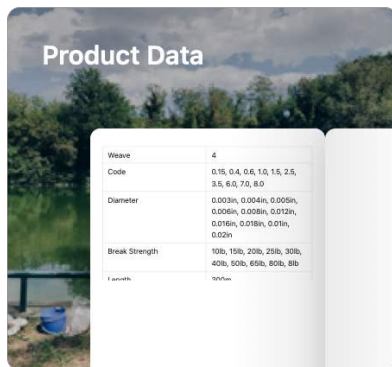 Product Data
Weave 4
Code 0.15, 0.4, 0.6, 1.0, 1.5, 2.5,
3.5, 6.0, 7.0, 8.0
Diameter 0.003in, 0.004in, 0.005in,
0.006in, 0.008in, 0.012in,
0.016in, 0.018in, 0.01in,
0.02in
Break Strength 10lb, 15lb, 20lb, 25lb, 30lb,
40lb, 50lb, 65lb, 80lb, 8lb
Length 300m